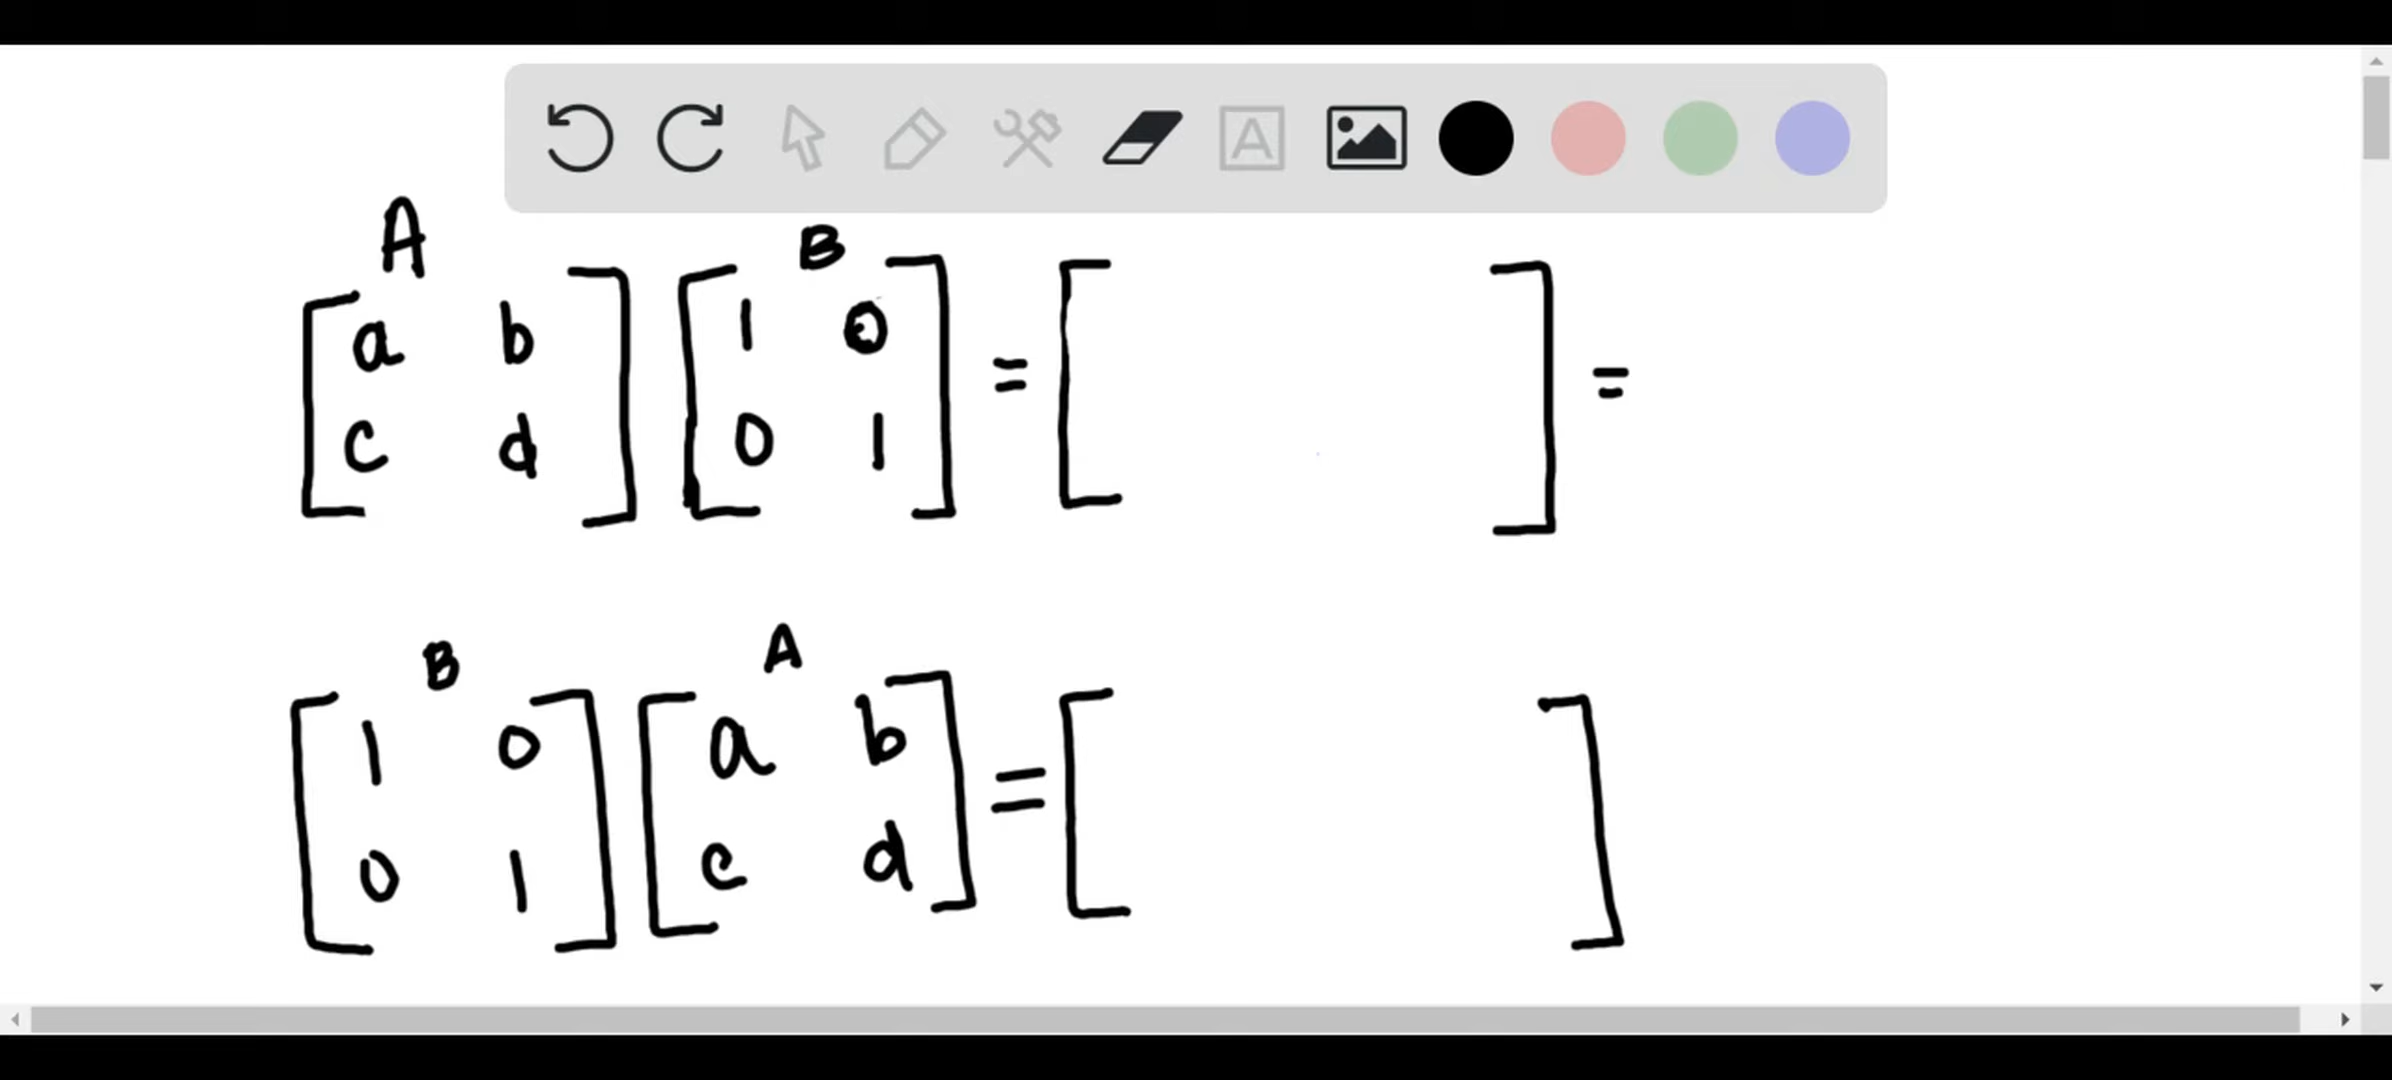 A B
a b 1 0 = =
c d 0 1
B A
1 0 a b =
0 1 c d